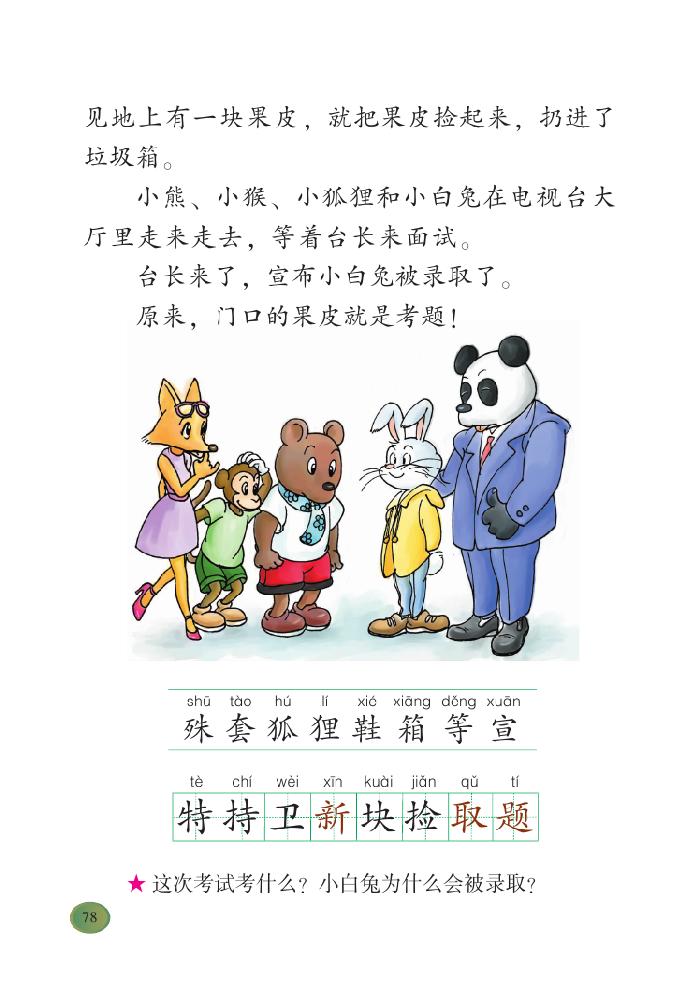 见地上有一块果皮，就把果皮捡起来，扔进了
垃圾箱。
小熊、小猴、小狐狸和小白兔在电视台大
厅里走来走去，等着台长来面试。
台长来了，宣布小白兔被录取了。
原来，门口的果皮就是考题！
shū tào hú lí xié xiāng děng xuān
殊 套 狐 狸 鞋 箱 等 宣
tè chí wèi xīn kuài jiǎn qǔ tí
特 持 卫 新 块 捡 取 题
★ 这次考试考什么？小白兔为什么会被录取？
78